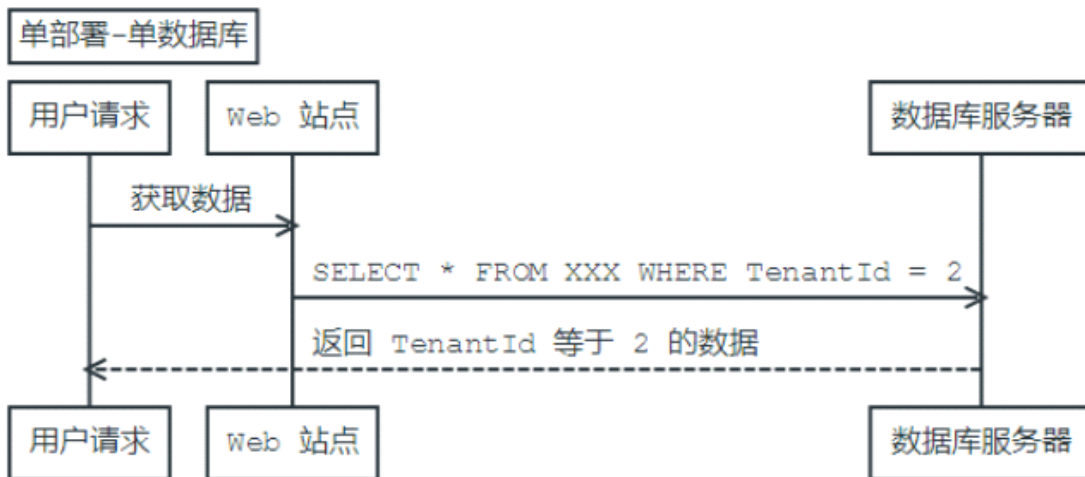 单部署-单数据库
用户请求
Web 站点
数据库服务器
获取数据
SELECT * FROM XXX WHERE TenantId = 2
返回 TenantId 等于 2 的数据
用户请求
Web 站点
数据库服务器